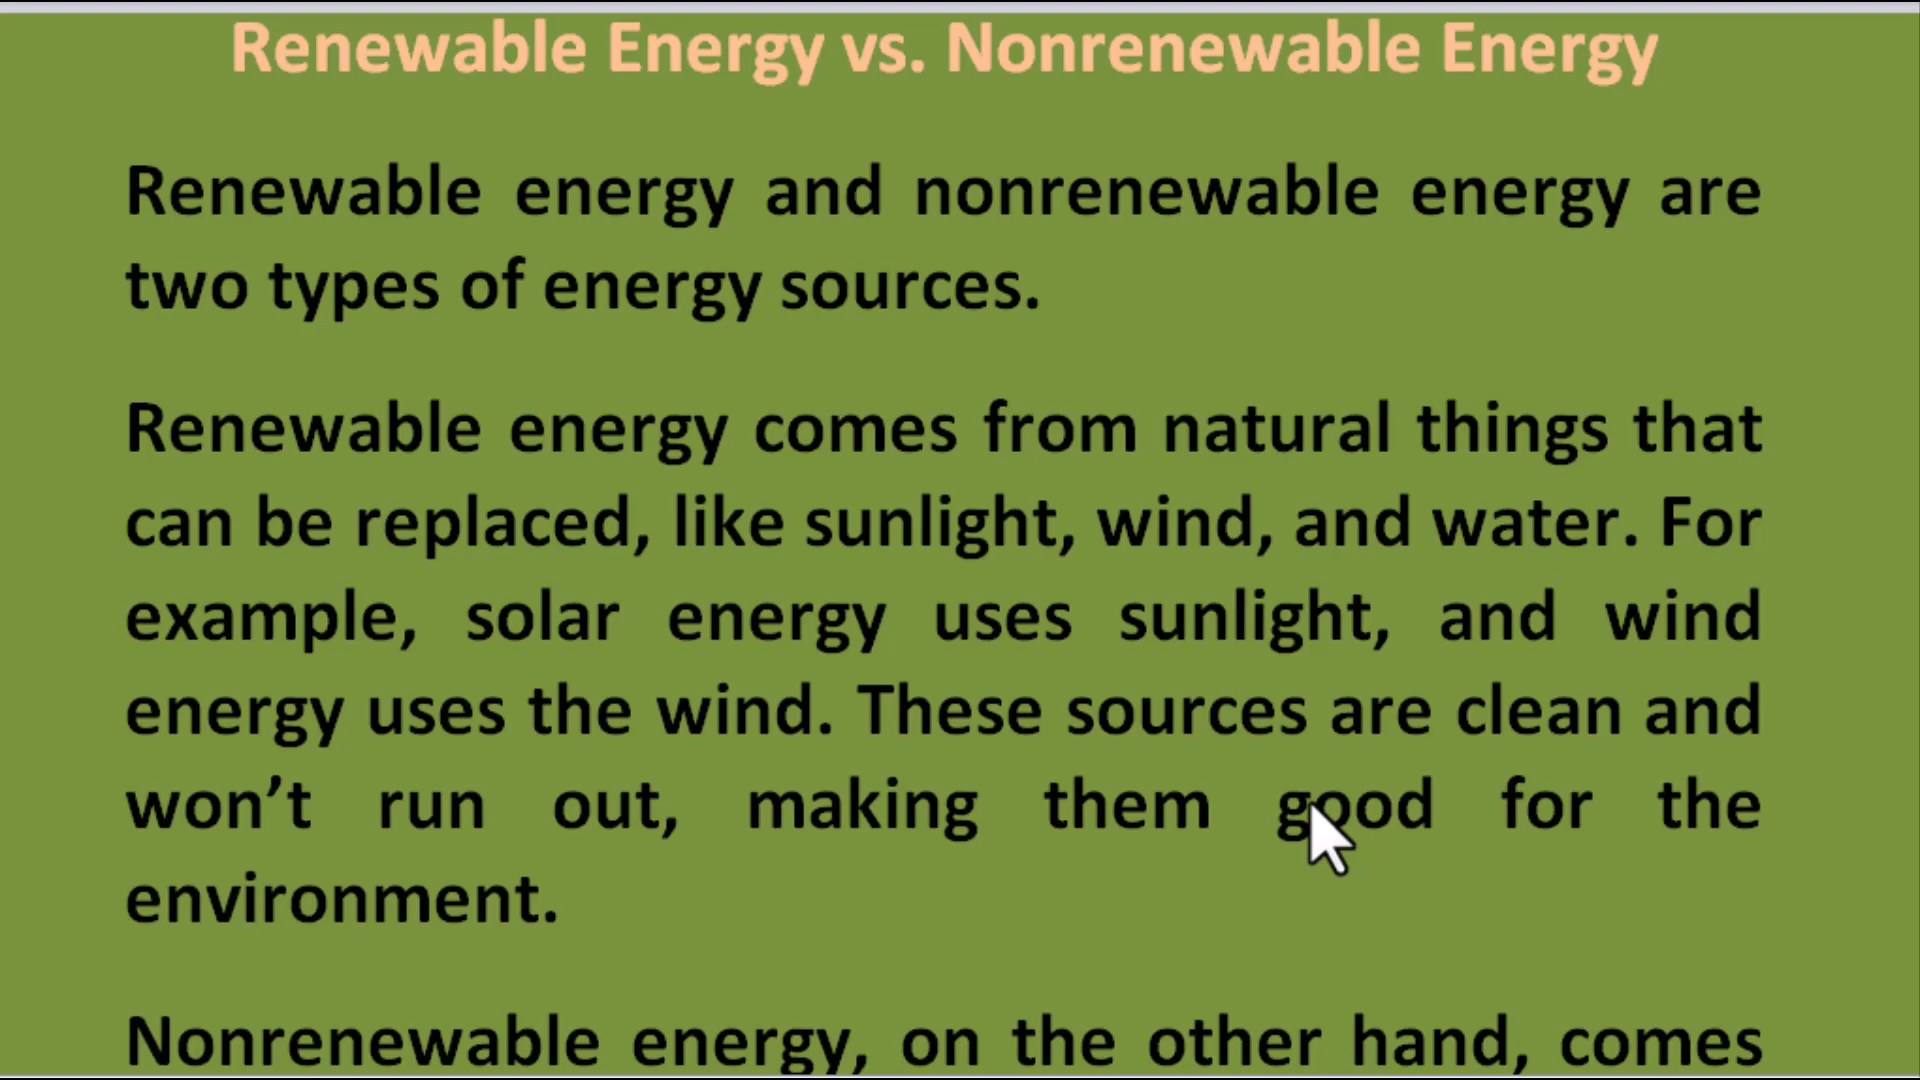 Renewable Energy vs. Nonrenewable Energy
Renewable energy and nonrenewable energy are
two types of energy sources.
Renewable energy comes from natural things that
can be replaced, like sunlight, wind, and water. For
example, solar energy uses sunlight, and wind
energy uses the wind. These sources are clean and
won’t run out, making them good for the
environment.
Nonrenewable energy, on the other hand, comes